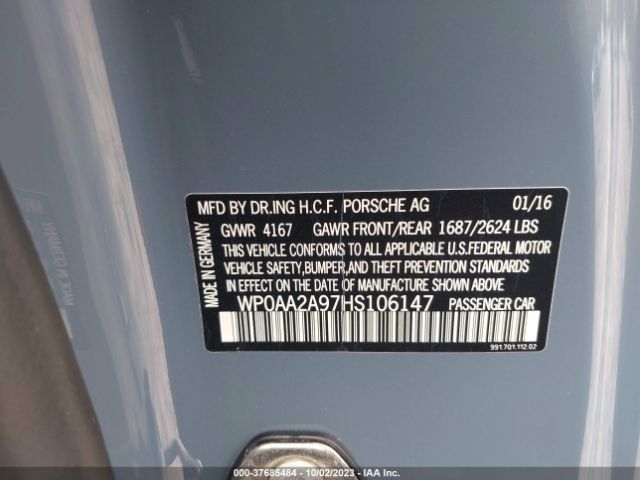 MFD BY DR.ING H.C.F. PORSCHE AG 01/16
GVWR 4167 GAWR FRONT/REAR 1687/2624 LBS
THIS VEHICLE CONFORMS TO ALL APPLICABLE U.S.FEDERAL MOTOR
VEHICLE SAFETY,BUMPER,AND THEFT PREVENTION STANDARDS
IN EFFECT ON THE DATE OF MANUFACTURE SHOWN ABOVE
WP0AA2A97HS106147 PASSENGER CAR
991.701.112.02
MADE IN GERMANY
STOCK #: 37685484 | 10/02/2023 | IAA Inc.